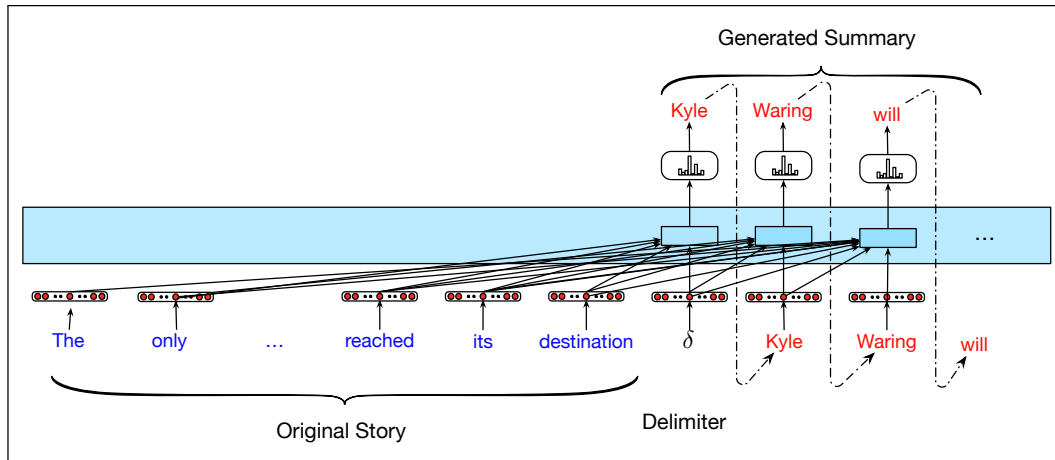 Generated Summary
Kyle Waring will
...
The only ... reached its destination δ Kyle Waring will
Original Story
Delimiter